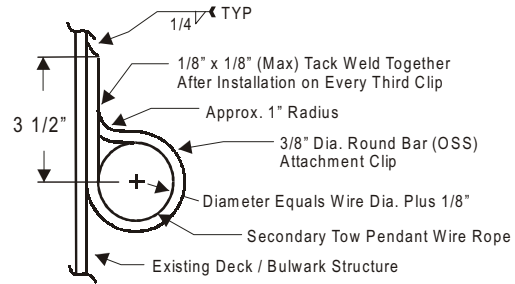 1/4
TYP
1/8” x 1/8” (Max) Tack Weld Together
After Installation on Every Third Clip
Approx. 1” Radius
3 1/2”
3/8” Dia. Round Bar (OSS)
Attachment Clip
Diameter Equals Wire Dia. Plus 1/8”
Secondary Tow Pendant Wire Rope
Existing Deck / Bulwark Structure